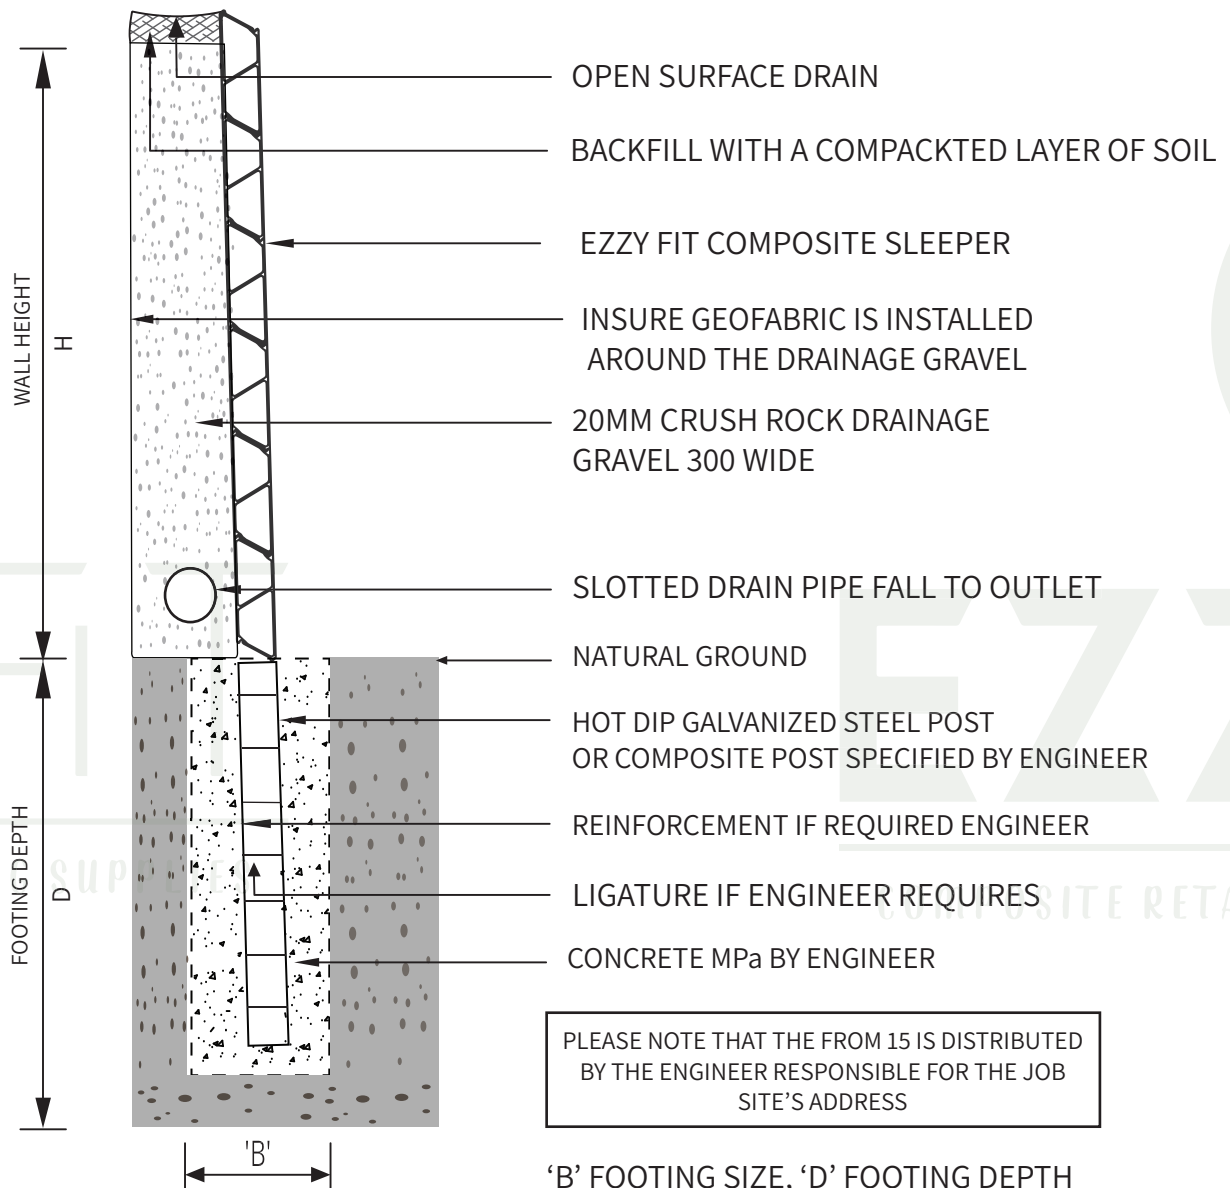 OPEN SURFACE DRAIN
BACKFILL WITH A COMPACKTED LAYER OF SOIL
EZZY FIT COMPOSITE SLEEPER
INSURE GEOFABRIC IS INSTALLED
AROUND THE DRAINAGE GRAVEL
20MM CRUSH ROCK DRAINAGE
GRAVEL 300 WIDE
SLOTTED DRAIN PIPE FALL TO OUTLET
NATURAL GROUND
HOT DIP GALVANIZED STEEL POST
OR COMPOSITE POST SPECIFIED BY ENGINEER
REINFORCEMENT IF REQUIRED ENGINEER
LIGATURE IF ENGINEER REQUIRES
CONCRETE MPa BY ENGINEER
WALL HEIGHT
H
FOOTING DEPTH
D
'B'
PLEASE NOTE THAT THE FROM 15 IS DISTRIBUTED
BY THE ENGINEER RESPONSIBLE FOR THE JOB
SITE’S ADDRESS
‘B’ FOOTING SIZE, ‘D’ FOOTING DEPTH
SUPPLIES
COMPOSITE